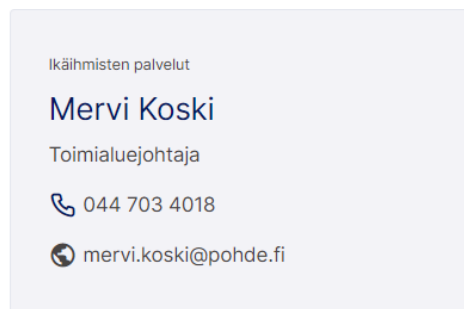 Ikäihmisten palvelut
Mervi Koski
Toimialuejohtaja
044 703 4018
mervi.koski@pohde.fi